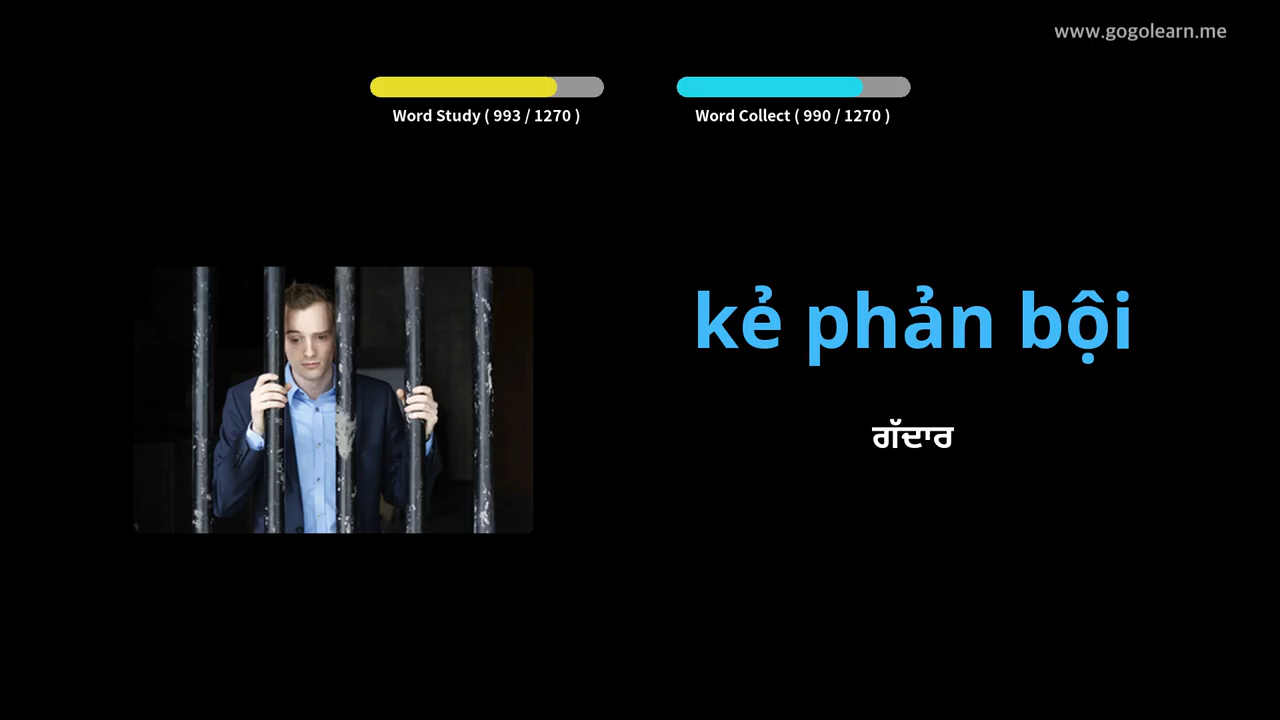 www.gogolearn.me
Word Study ( 993 / 1270 )
Word Collect ( 990 / 1270 )
kẻ phản bội
ਗੱਦਾਰ